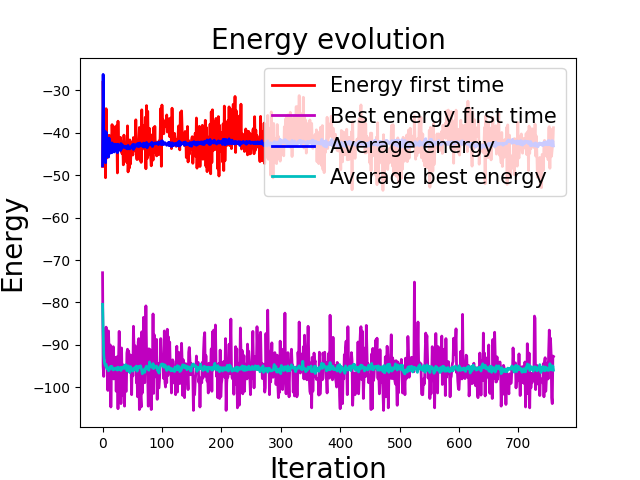 Energy evolution
Energy first time
Best energy first time
Average energy
Average best energy
Energy
−30
−40
−50
−60
−70
−80
−90
−100
0 100 200 300 400 500 600 700
Iteration